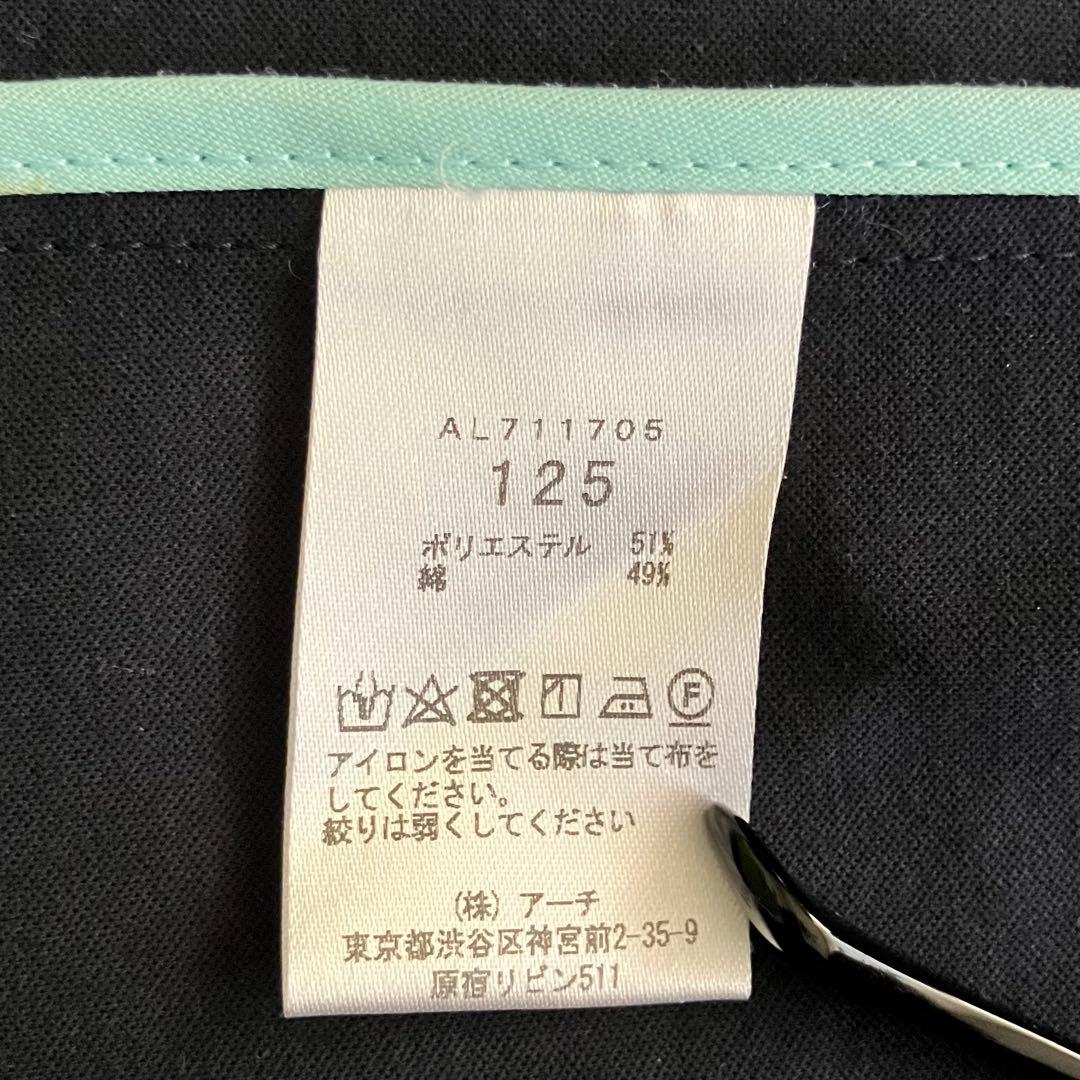 AL711705
125
ポリエステル 51%
綿 49%
F
アイロンを当てる際は当て布を
してください。
絞りは弱くしてください
(株) アーチ
東京都渋谷区神宮前2-35-9
原宿リビン511